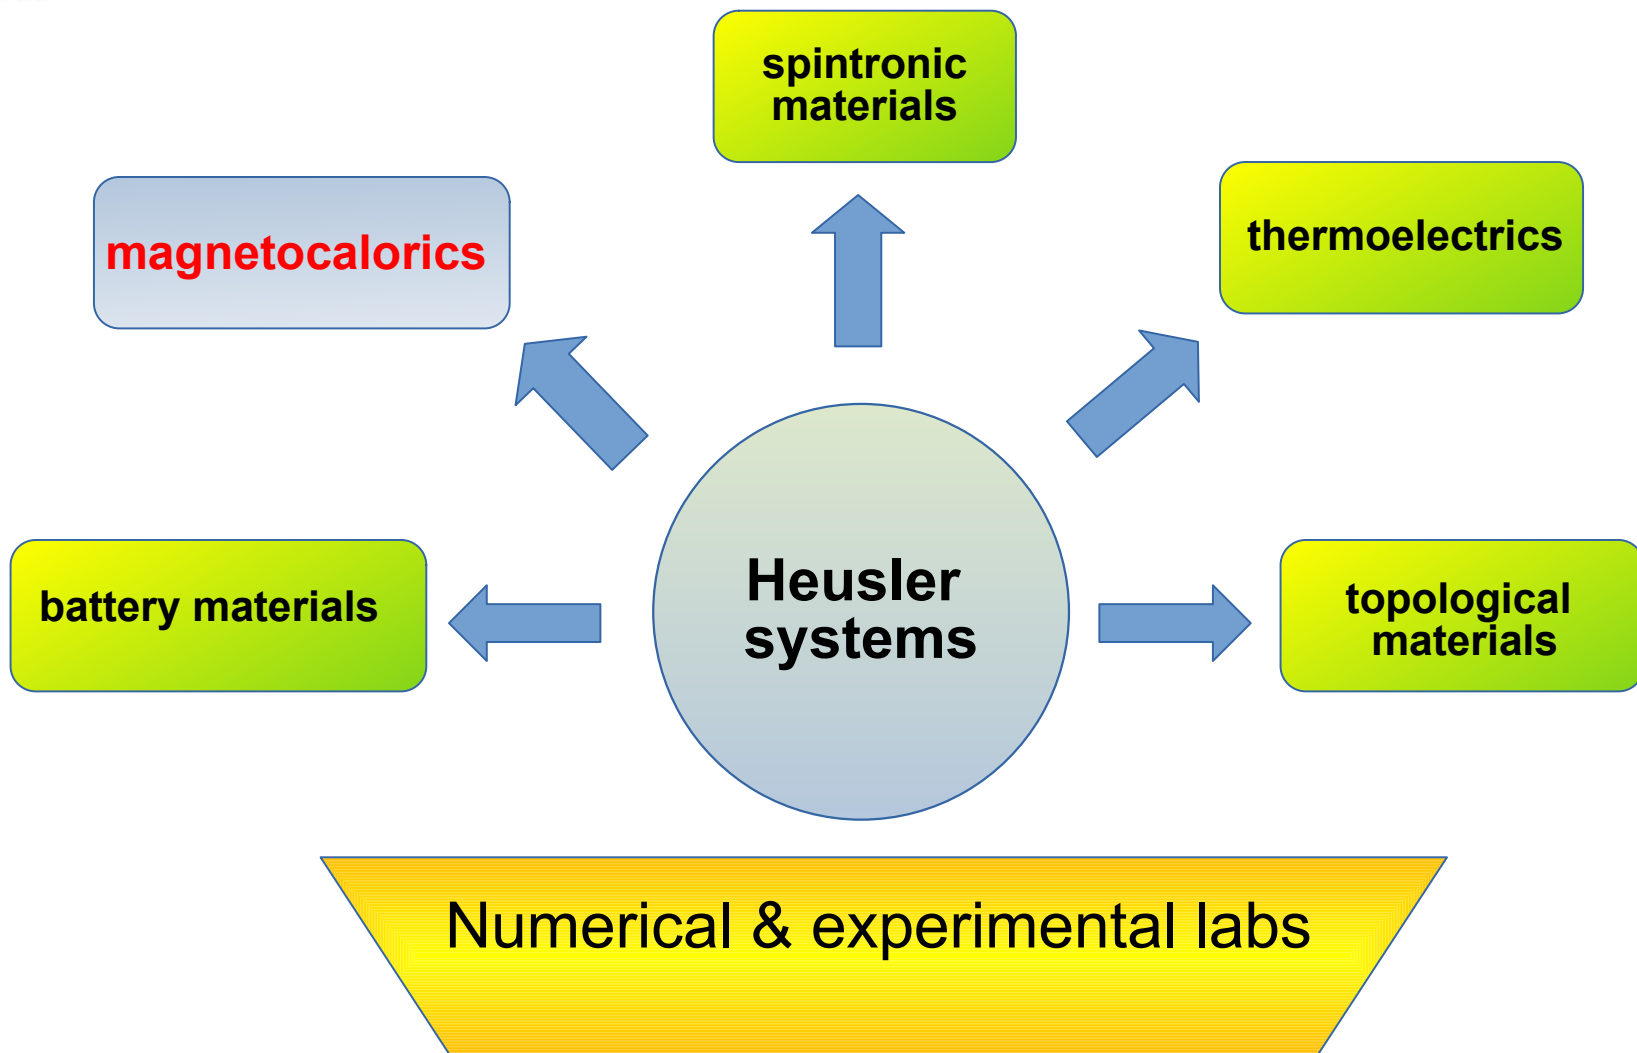 spintronic
materials
magnetocalorics
thermoelectrics
battery materials
Heusler
systems
topological
materials
Numerical & experimental labs